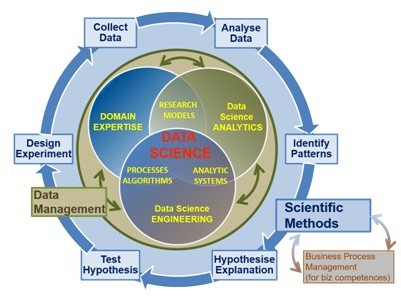 Collect
Data
Analyse
Data
DOMAIN
EXPERTISE
RESEARCH
MODELS
Data
Science
ANALYTICS
DATA
SCIENCE
Design
Experiment
Identify
Patterns
PROCESSES
ALGORITHMS
ANALYTIC
SYSTEMS
Data
Management
Data Science
ENGINEERING
Scientific
Methods
Test
Hypothesis
Hypothesise
Explanation
Business Process
Management
(for biz competences)